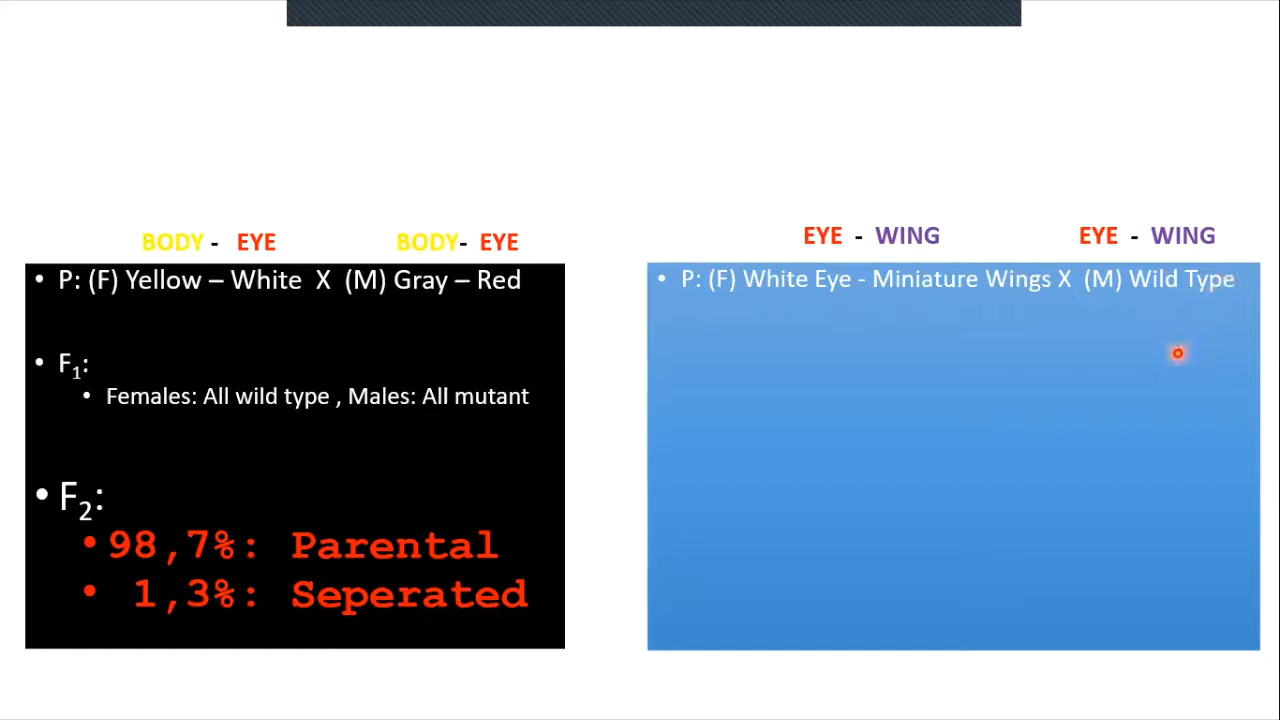 BODY - EYE BODY- EYE
• P: (F) Yellow – White X (M) Gray – Red
• F1:
• Females: All wild type , Males: All mutant
• F2:
• 98,7%: Parental
• 1,3%: Seperated
EYE - WING EYE - WING
• P: (F) White Eye - Miniature Wings X (M) Wild Type